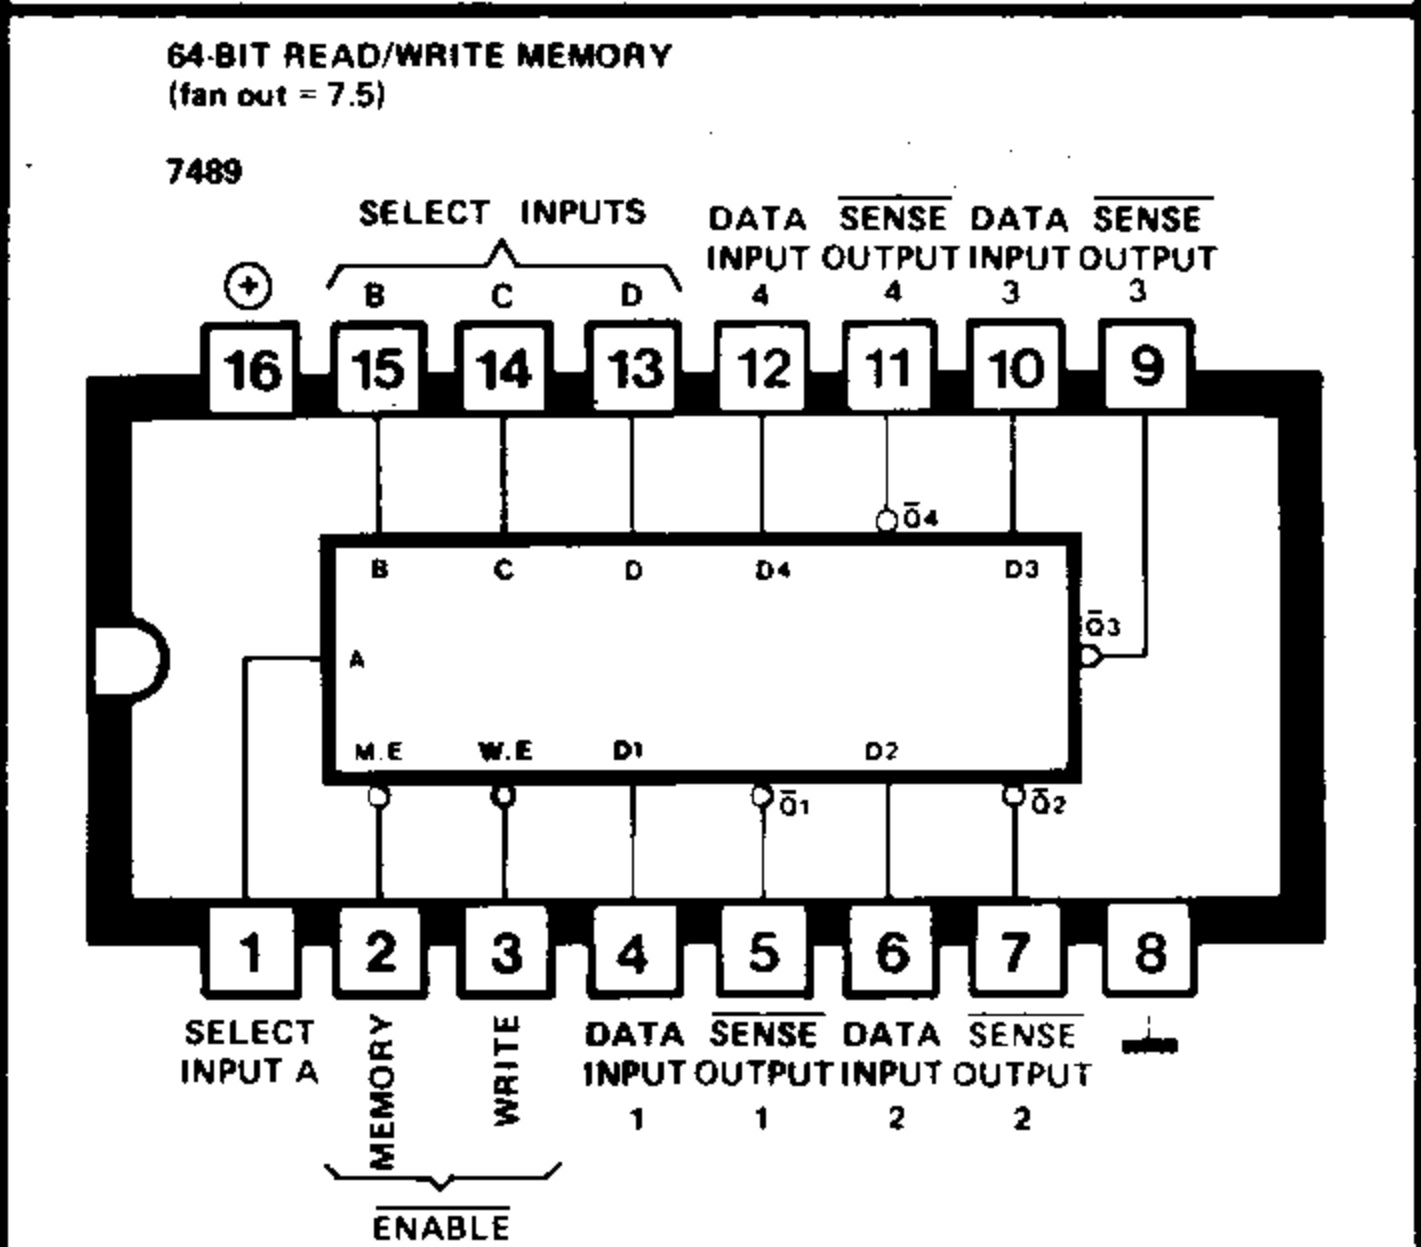 64-BIT READ/WRITE MEMORY
(fan out = 7.5)
7489
SELECT INPUTS
B C D
DATA INPUT 4
SENSE OUTPUT 4
DATA INPUT 3
SENSE OUTPUT 3
16 15 14 13 12 11 10 9
Q̅4
B C D D4 D3
Q̅3
A
M.E W.E D1 D2
Q̅1 Q̅2
1 2 3 4 5 6 7 8
SELECT
INPUT A
MEMORY
WRITE
ENABLE
DATA INPUT 1
SENSE OUTPUT 1
DATA INPUT 2
SENSE OUTPUT 2